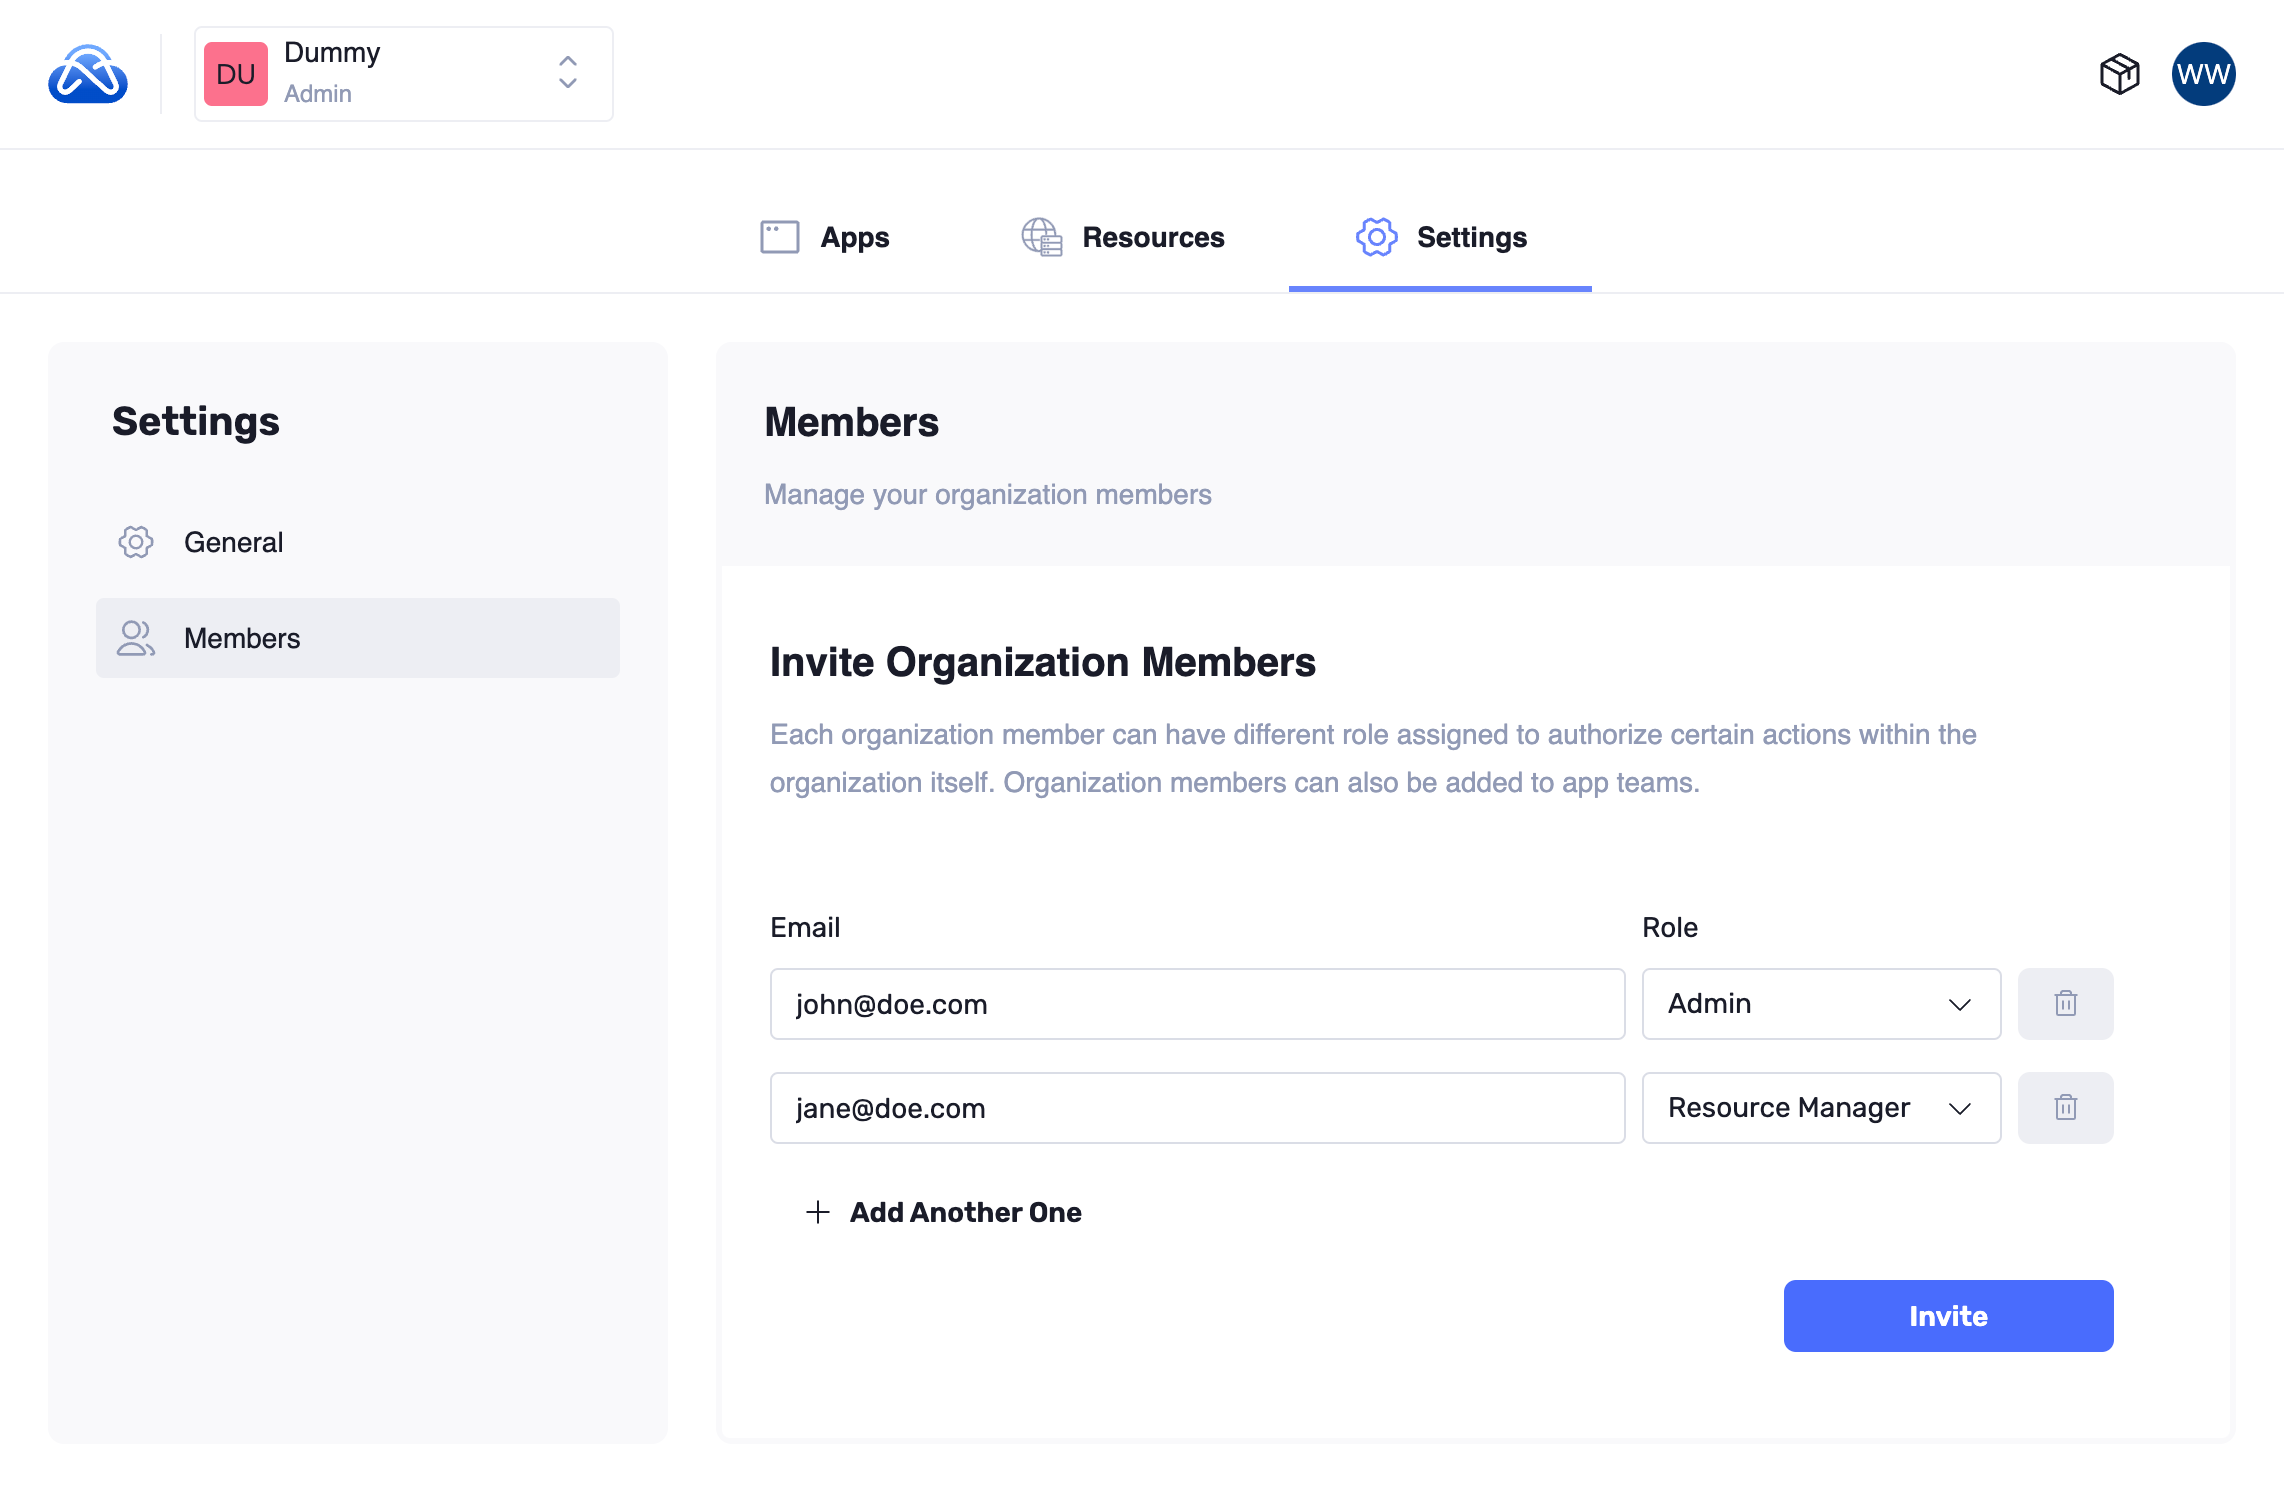 DU
Dummy
Admin
WW
Apps
Resources
Settings
Settings
General
Members
Members
Manage your organization members
Invite Organization Members
Each organization member can have different role assigned to authorize certain actions within the
organization itself. Organization members can also be added to app teams.
Email
Role
john@doe.com
Admin
jane@doe.com
Resource Manager
Add Another One
Invite